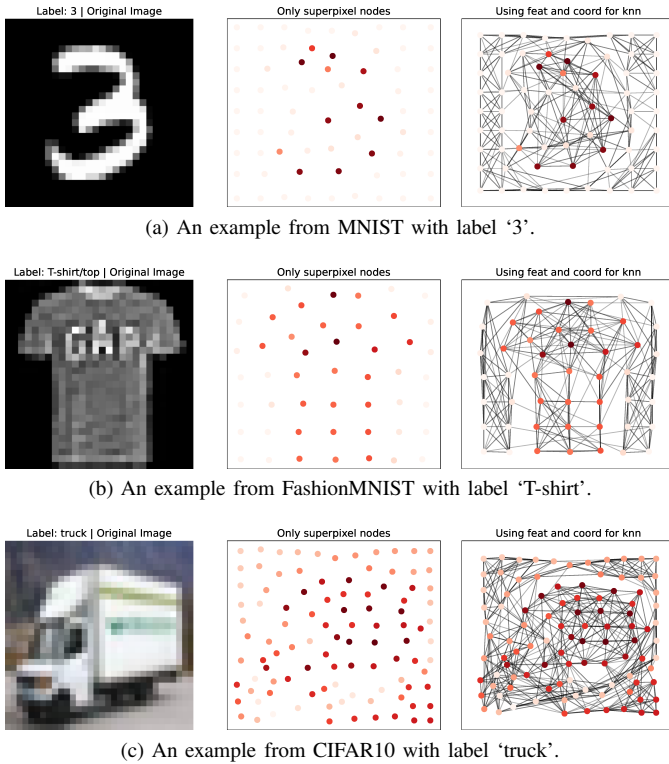 Label: 3 | Original Image
Only superpixel nodes
Using feat and coord for knn
(a) An example from MNIST with label ‘3’.
Label: T-shirt/top | Original Image
Only superpixel nodes
Using feat and coord for knn
GAP
(b) An example from FashionMNIST with label ‘T-shirt’.
Label: truck | Original Image
Only superpixel nodes
Using feat and coord for knn
(c) An example from CIFAR10 with label ‘truck’.